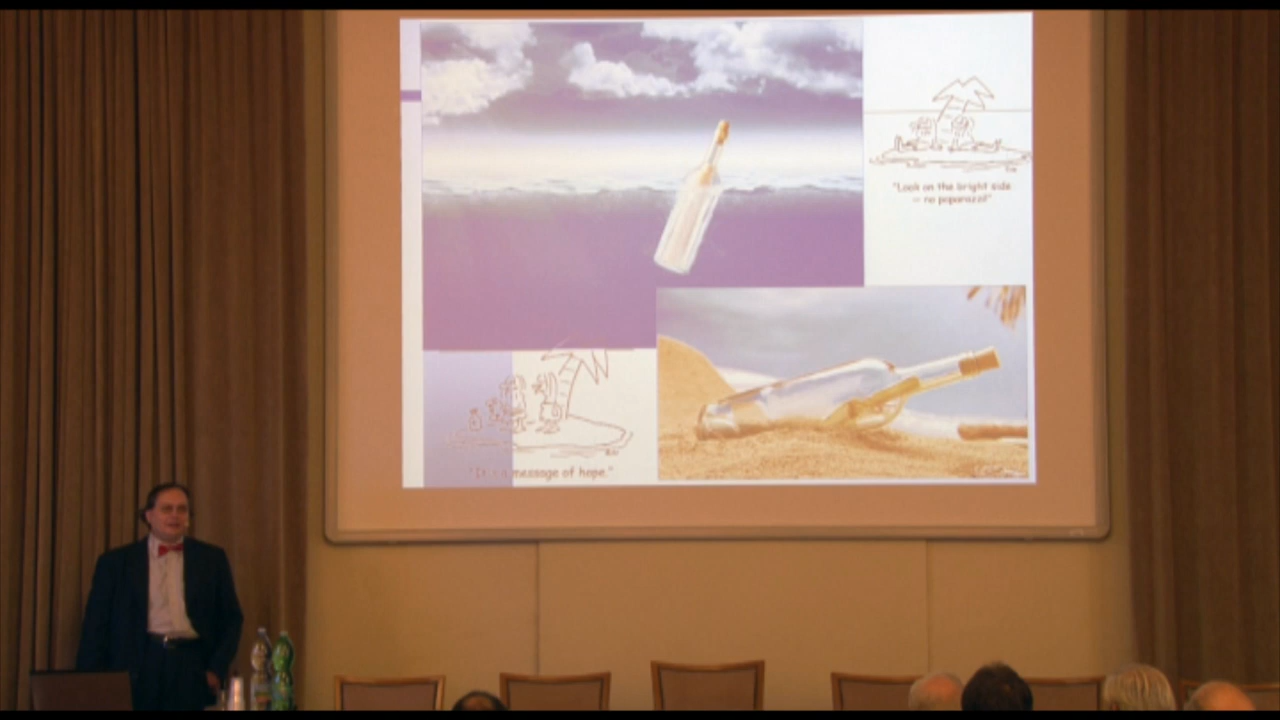 "Look on the bright side
– no paparazzi"
message of hope."